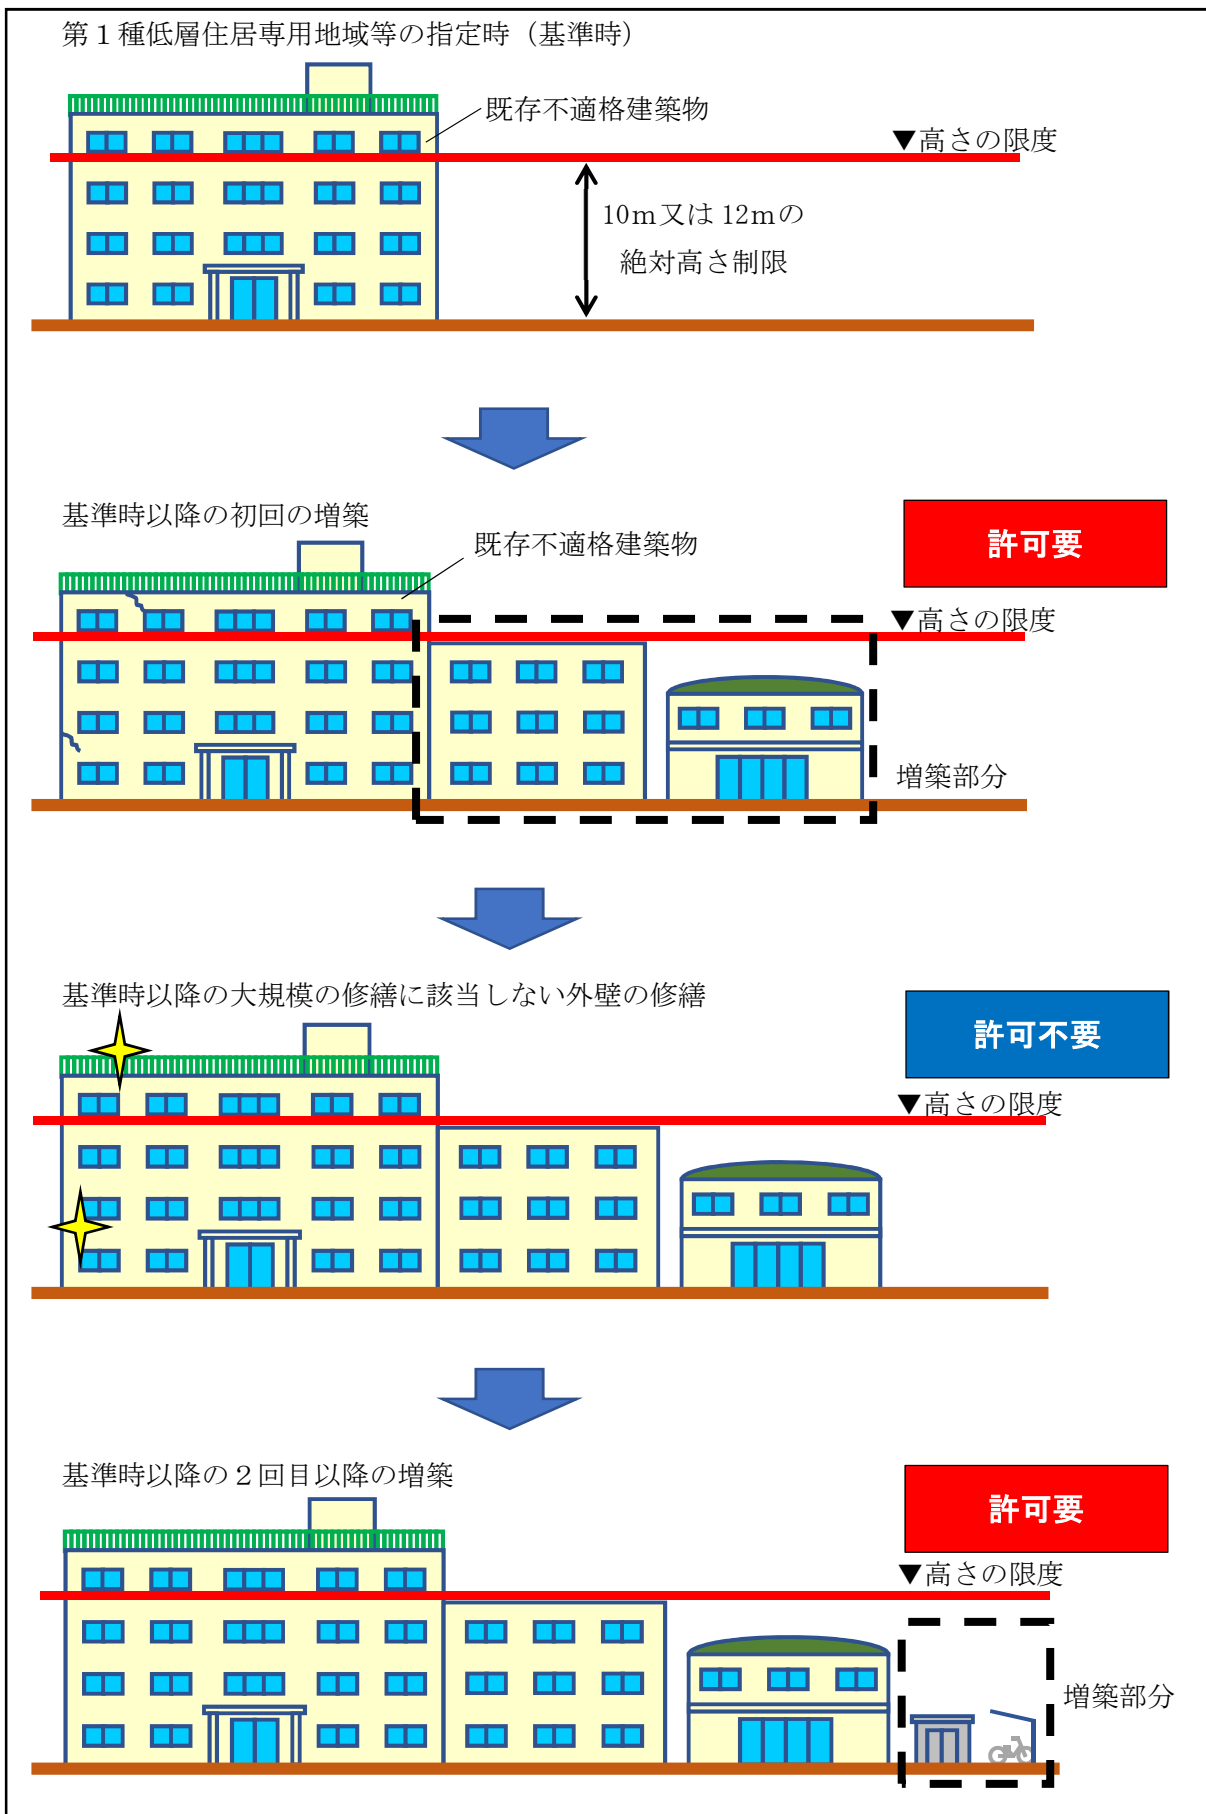 第１種低層住居専用地域等の指定時（基準時）
既存不適格建築物
▼高さの限度
10ｍ又は 12ｍの
絶対高さ制限
基準時以降の初回の増築
許可要
既存不適格建築物
▼高さの限度
増築部分
基準時以降の大規模の修繕に該当しない外壁の修繕
許可不要
▼高さの限度
基準時以降の２回目以降の増築
許可要
▼高さの限度
増築部分